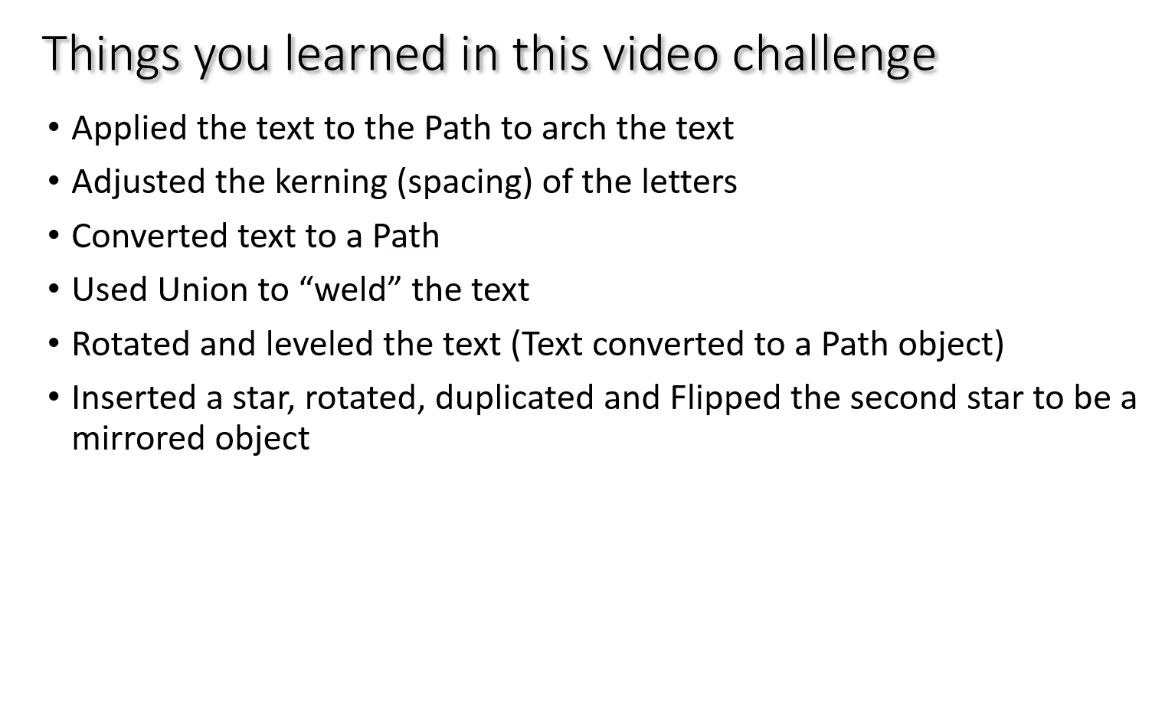 Things you learned in this video challenge
• Applied the text to the Path to arch the text
• Adjusted the kerning (spacing) of the letters
• Converted text to a Path
• Used Union to “weld” the text
• Rotated and leveled the text (Text converted to a Path object)
• Inserted a star, rotated, duplicated and Flipped the second star to be a
mirrored object